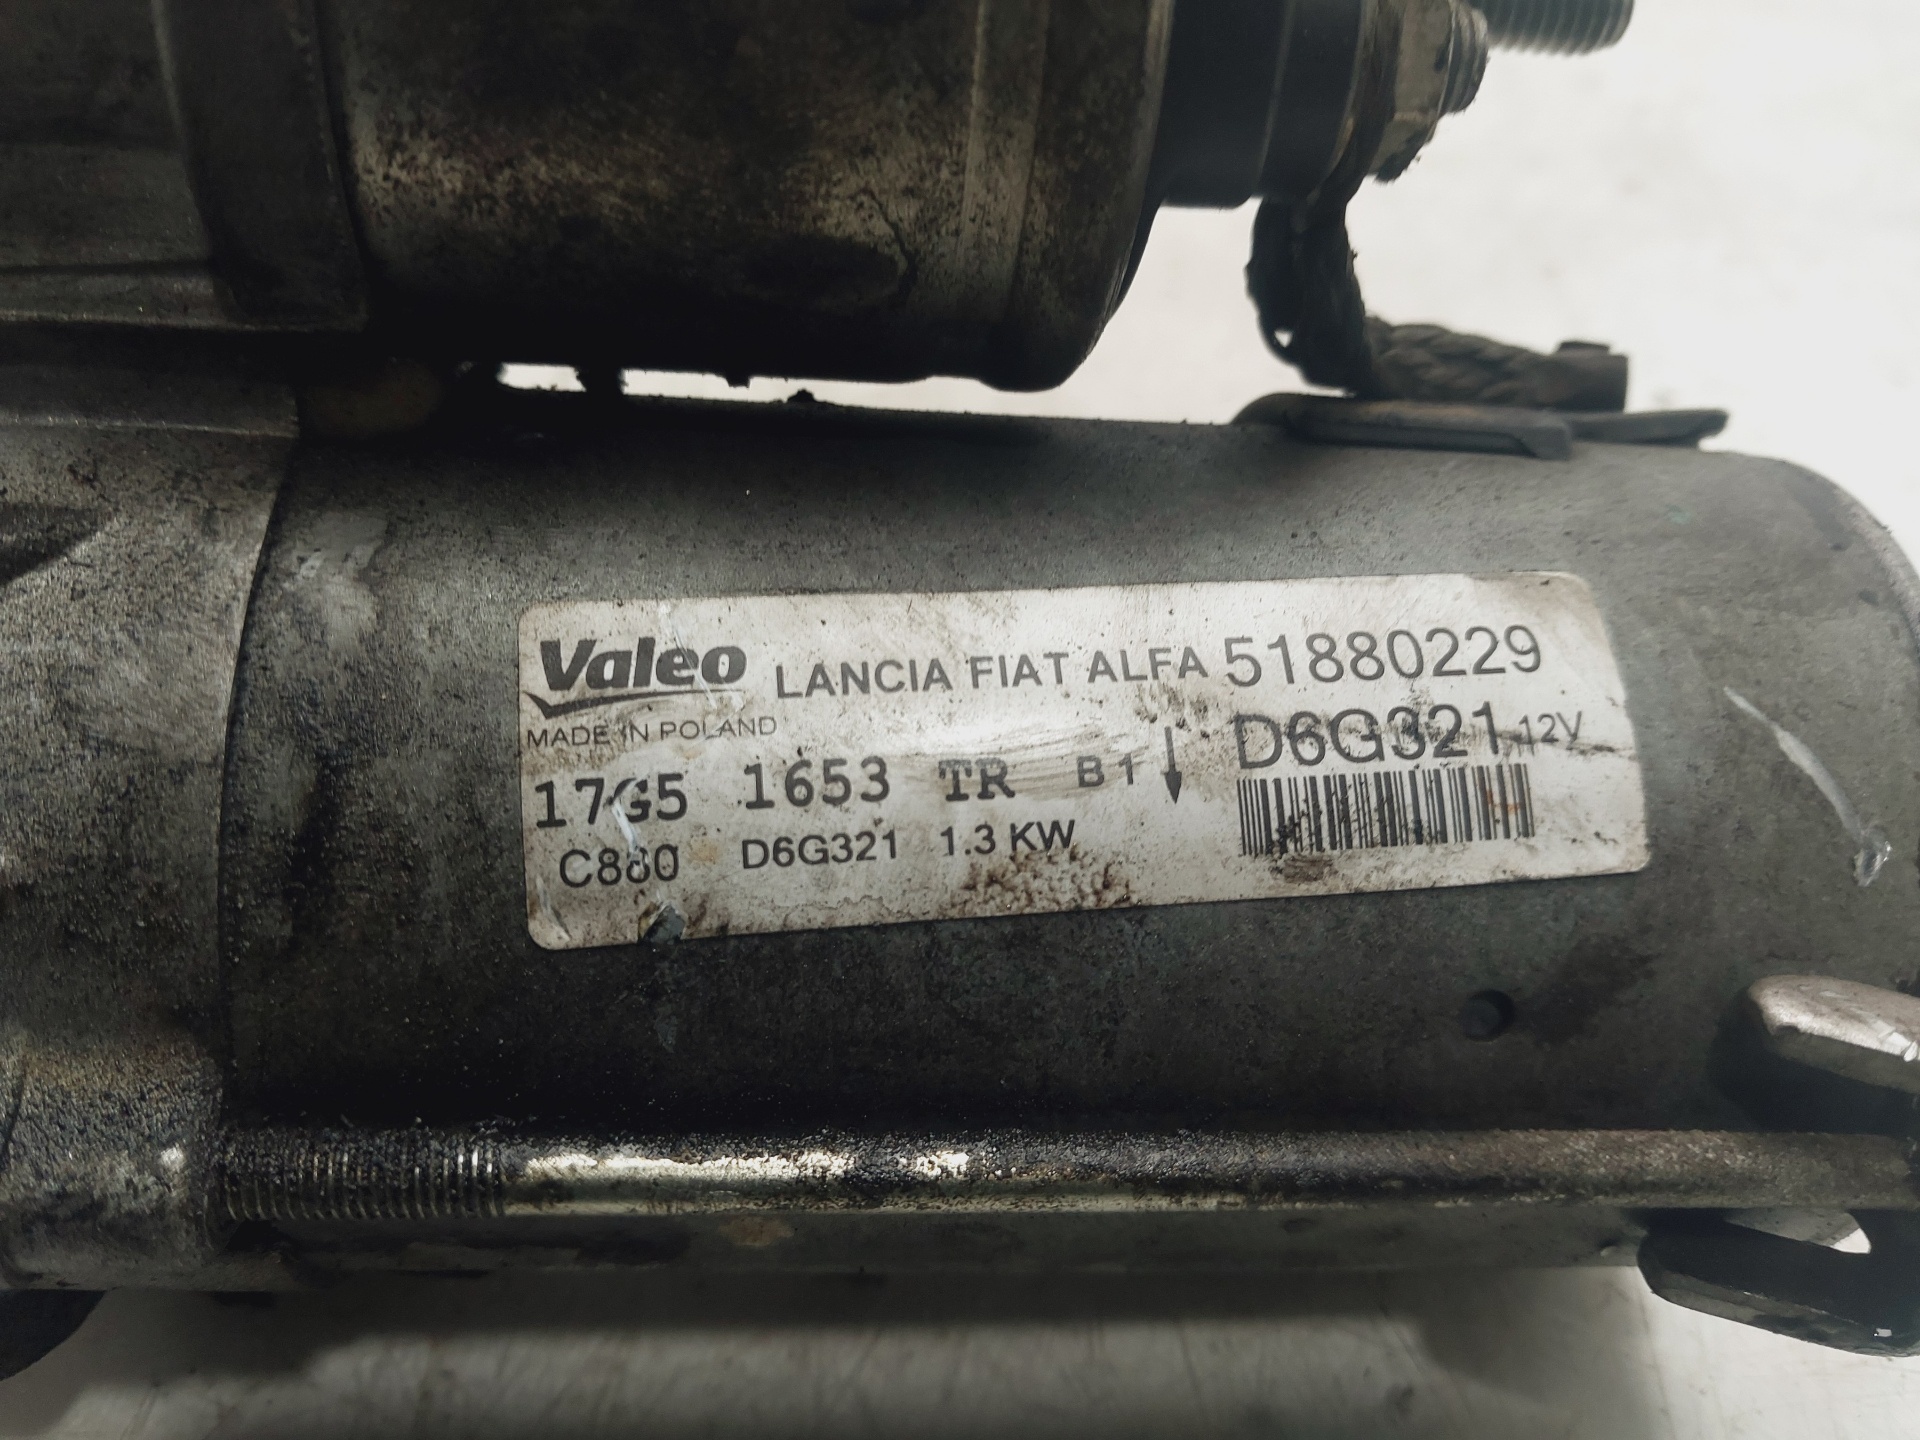 Valeo LANCIA FIAT ALFA 51880229
MADE IN POLAND D6G321 12V
17G5 1653 TR B1
C880 D6G321 1.3 KW